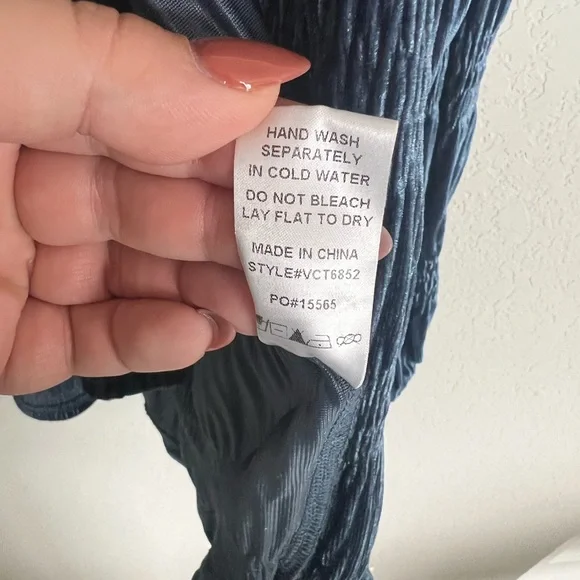 HAND WASH
SEPARATELY
IN COLD WATER
DO NOT BLEACH
LAY FLAT TO DRY
MADE IN CHINA
STYLE#VCT6852
PO#15565